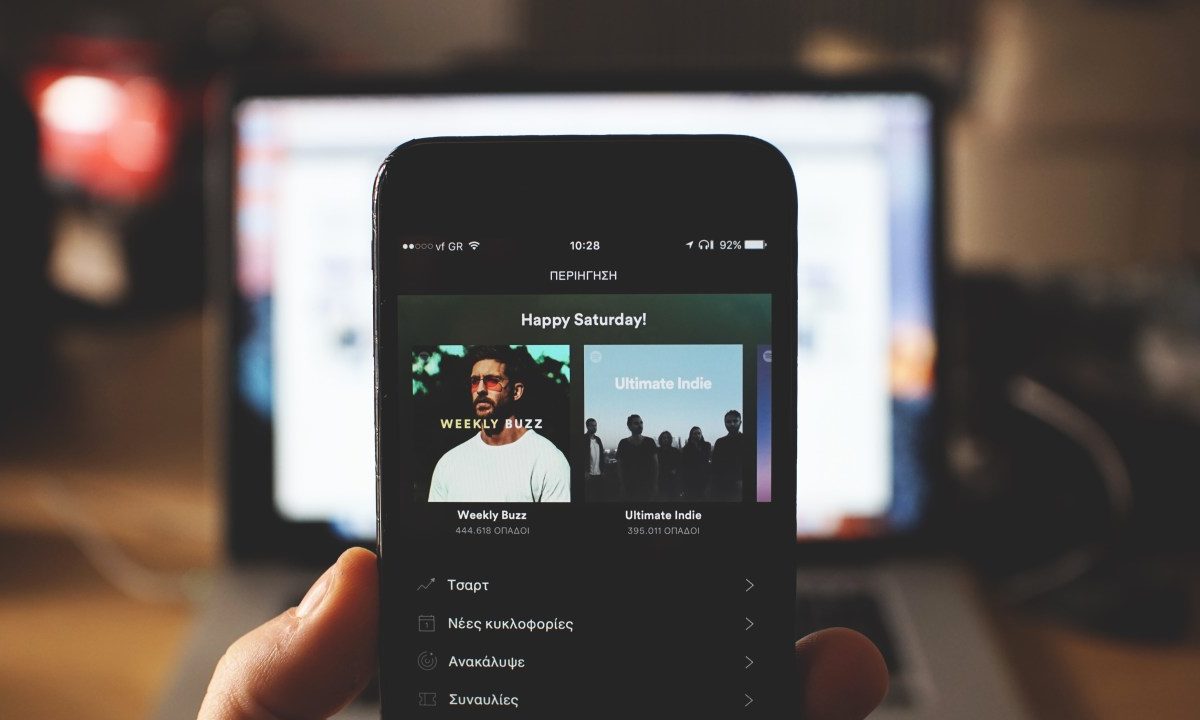 vf GR 10:28 92%
ΠΕΡΙΗΓΗΣΗ
Happy Saturday!
WEEKLY BUZZ
Ultimate Indie
Weekly Buzz
444.618 ΟΠΑΔΟΙ
Ultimate Indie
395.011 ΟΠΑΔΟΙ
Τσαρτ
1
Νέες κυκλοφορίες
Ανακάλυψε
Συναυλίες